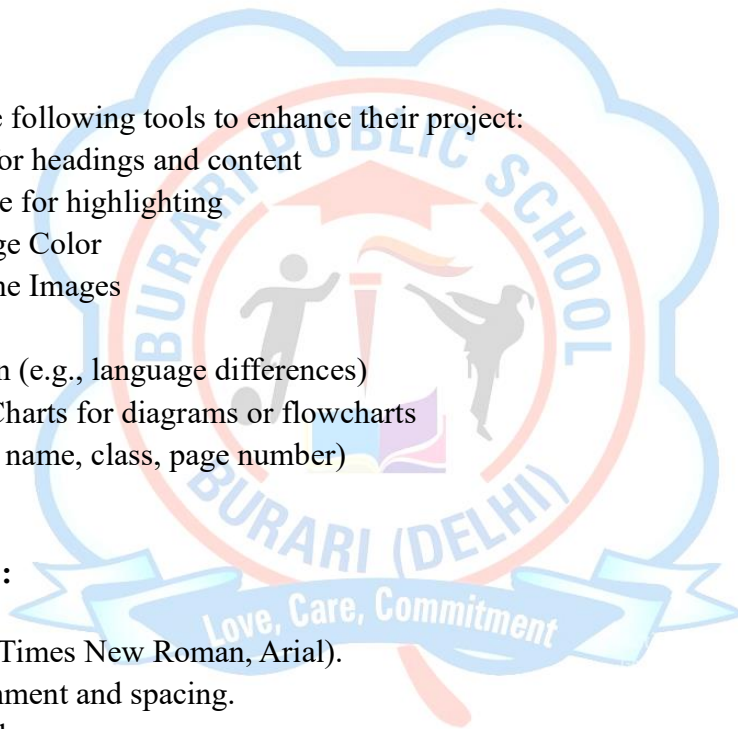 e following tools to enhance their project:
or headings and content
e for highlighting
ge Color
ne Images
n (e.g., language differences)
Charts for diagrams or flowcharts
name, class, page number)
:
Times New Roman, Arial).
nment and spacing.
BURARI PUBLIC SCHOOL
BURARI (DELHI)
Love, Care, Commitment